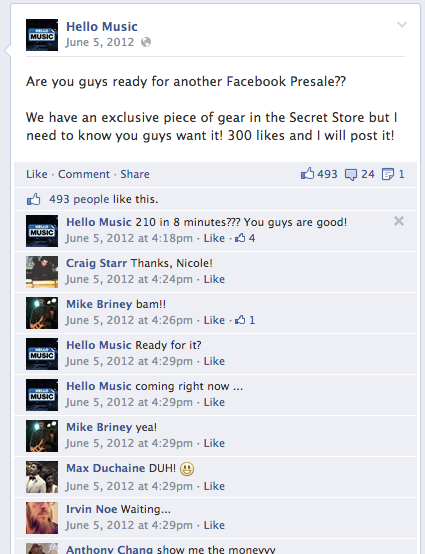 Hello Music
June 5, 2012
Are you guys ready for another Facebook Presale??
We have an exclusive piece of gear in the Secret Store but I
need to know you guys want it! 300 likes and I will post it!
Like · Comment · Share 493 24 1
493 people like this.
HELLO MUSIC
Hello Music 210 in 8 minutes??? You guys are good!
June 5, 2012 at 4:18pm · Like · 4
Craig Starr Thanks, Nicole!
June 5, 2012 at 4:24pm · Like
Mike Briney bam!!
June 5, 2012 at 4:26pm · Like · 1
HELLO MUSIC
Hello Music Ready for it?
June 5, 2012 at 4:29pm · Like
HELLO MUSIC
Hello Music coming right now ...
June 5, 2012 at 4:29pm · Like
Mike Briney yea!
June 5, 2012 at 4:29pm · Like
Max Duchaine DUH!
June 5, 2012 at 4:29pm · Like
Irvin Noe Waiting...
June 5, 2012 at 4:29pm · Like
Anthony Chang show me the moneyyy